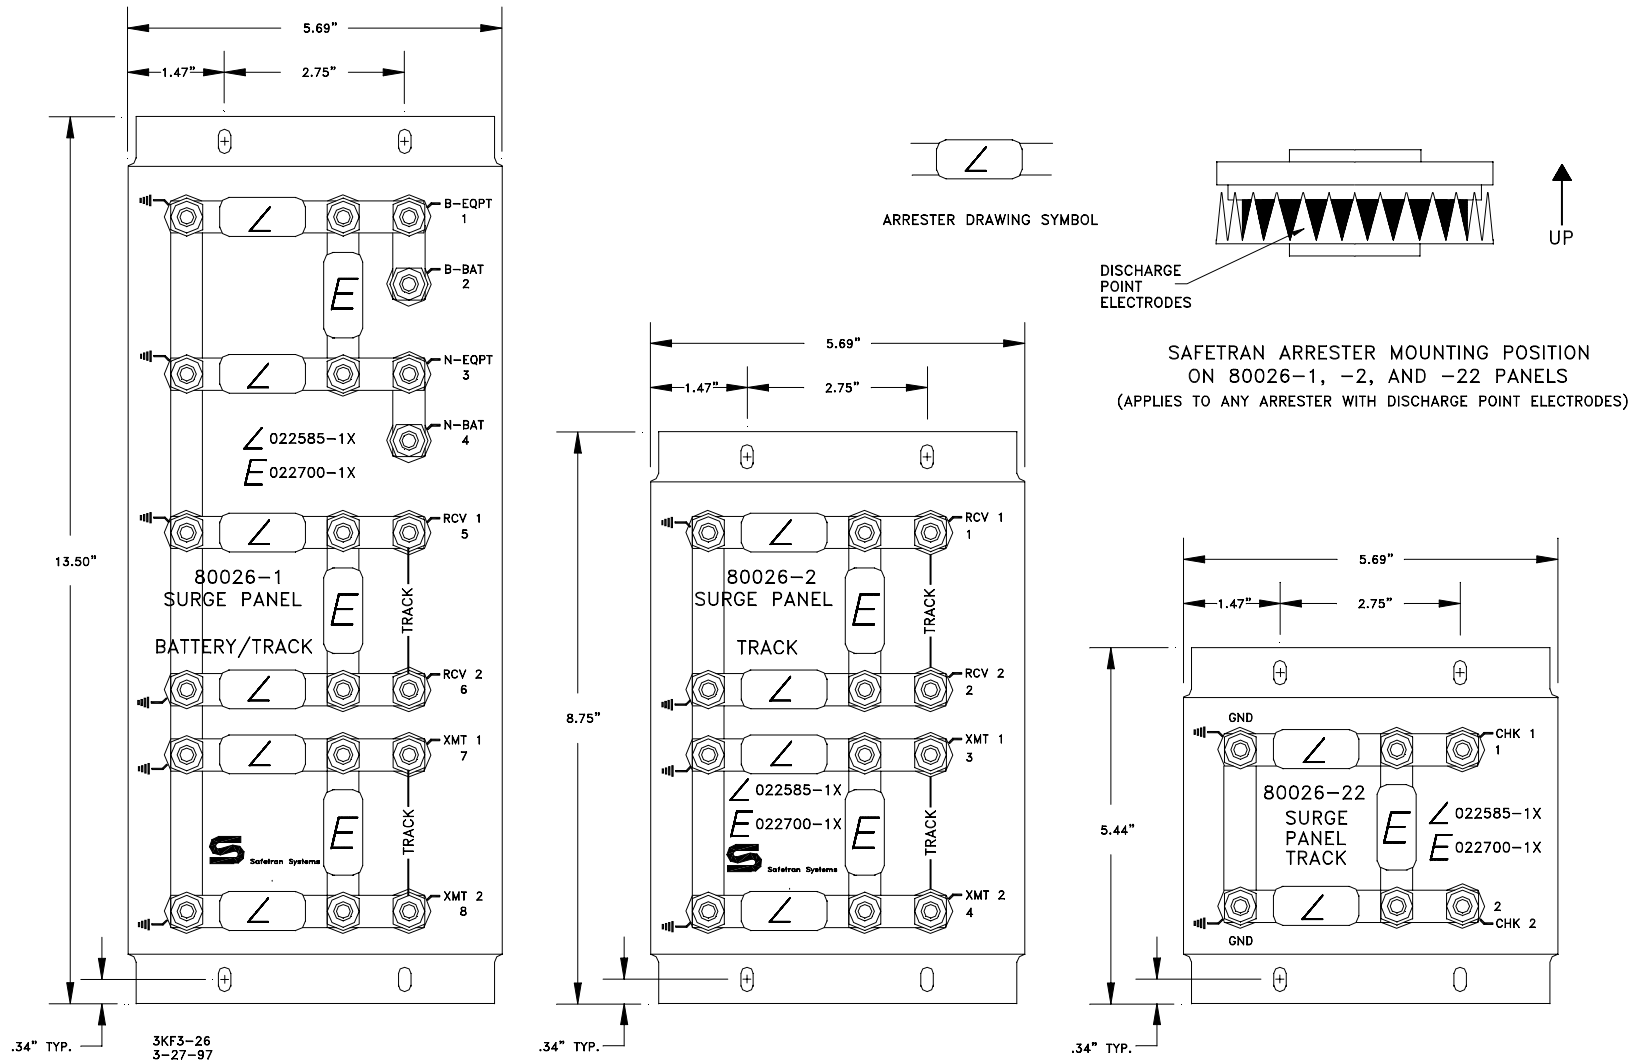 5.69"
1.47"
2.75"
13.50"
B-EQPT
1
B-BAT
2
E
N-EQPT
3
N-BAT
4
L 022585-1X
E 022700-1X
RCV 1
5
80026-1
SURGE PANEL
BATTERY/TRACK
E
TRACK
RCV 2
6
XMT 1
7
E
TRACK
S Safetran Systems
XMT 2
8
.34" TYP.
3KF3-26
3-27-97
5.69"
1.47"
2.75"
8.75"
RCV 1
1
80026-2
SURGE PANEL
TRACK
E
TRACK
RCV 2
2
XMT 1
3
L 022585-1X
E 022700-1X
E
TRACK
S Safetran Systems
XMT 2
4
.34" TYP.
L
ARRESTER DRAWING SYMBOL
DISCHARGE
POINT
ELECTRODES
UP
SAFETRAN ARRESTER MOUNTING POSITION
ON 80026-1, -2, AND -22 PANELS
(APPLIES TO ANY ARRESTER WITH DISCHARGE POINT ELECTRODES)
5.69"
1.47"
2.75"
5.44"
GND
CHK 1
1
80026-22
SURGE
PANEL
TRACK
E
L 022585-1X
E 022700-1X
2
CHK 2
GND
.34" TYP.